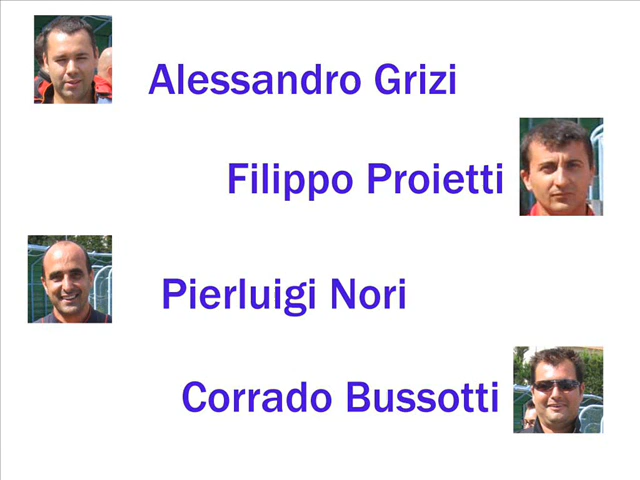 Alessandro Grizi
Filippo Proietti
Pierluigi Nori
Corrado Bussotti